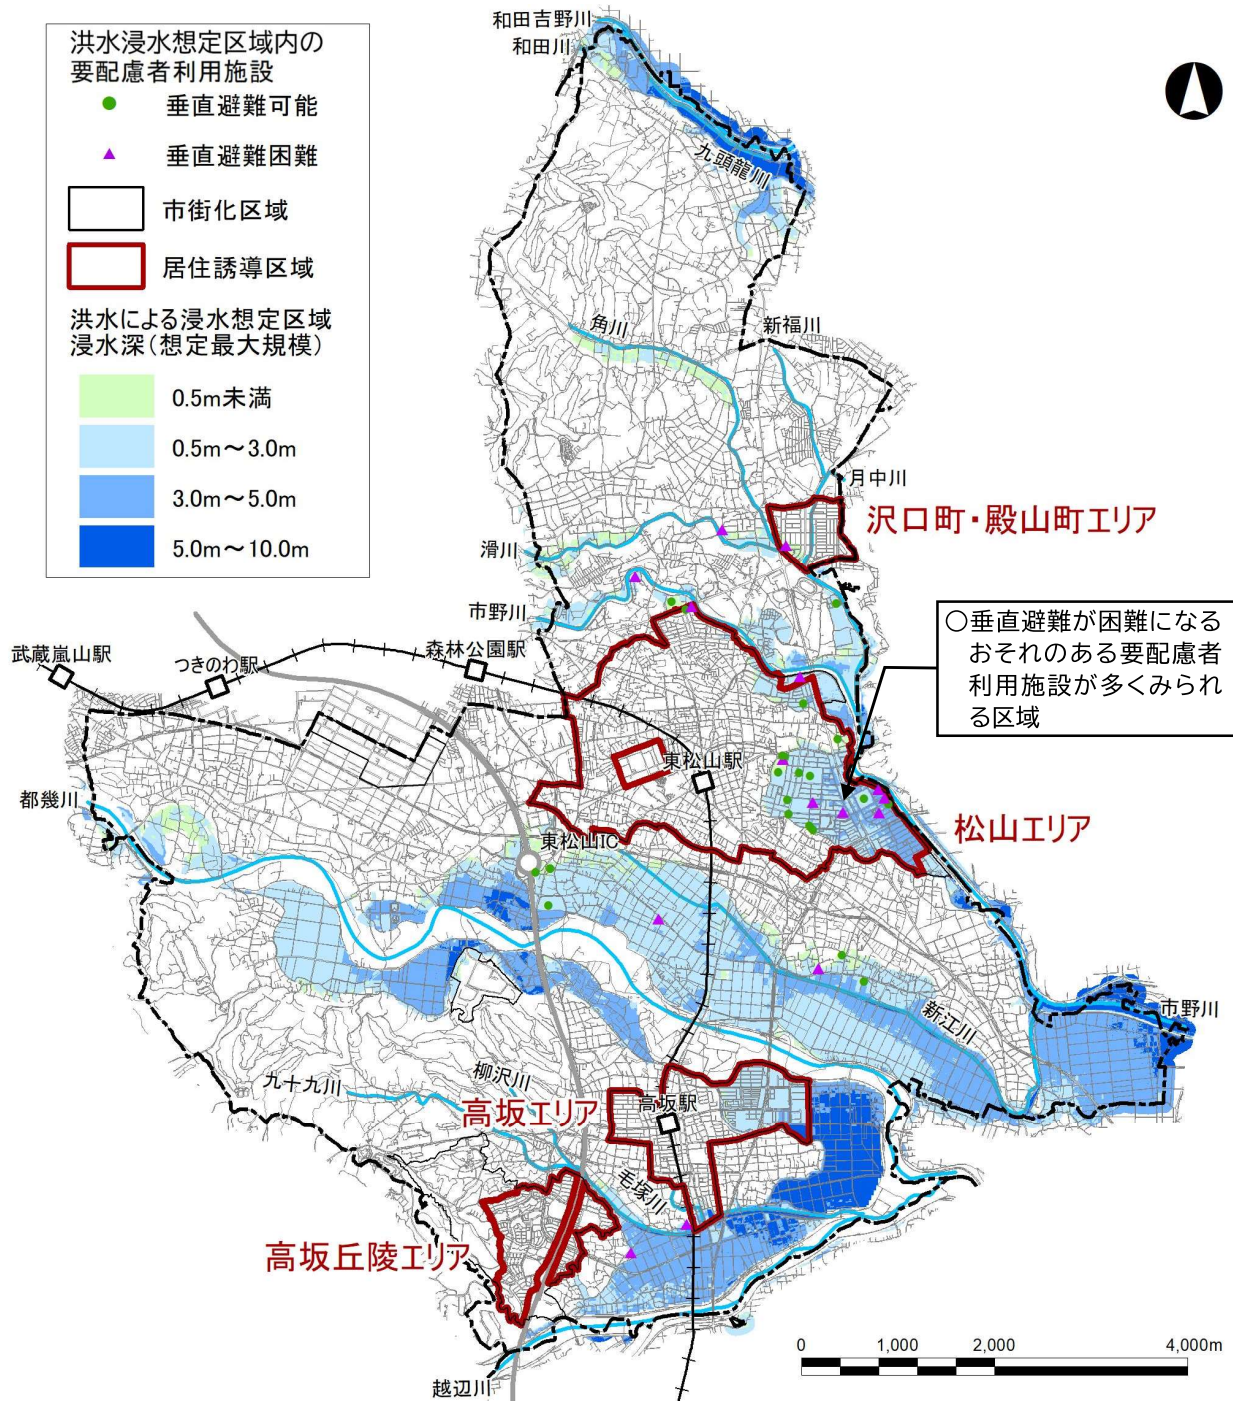 洪水浸水想定区域内の
要配慮者利用施設
垂直避難可能
垂直避難困難
市街化区域
居住誘導区域
洪水による浸水想定区域
浸水深(想定最大規模)
0.5m未満
0.5m～3.0m
3.0m～5.0m
5.0m～10.0m
和田吉野川
和田川
九頭龍川
角川
新福川
月中川
沢口町・殿山町エリア
滑川
市野川
○垂直避難が困難になる
おそれのある要配慮者
利用施設が多くみられ
る区域
武蔵嵐山駅
つきのわ駅
森林公園駅
東松山駅
都幾川
東松山IC
松山エリア
新江川
市野川
九十九川
柳沢川
高坂エリア
高坂駅
毛塚川
高坂丘陵エリア
越辺川
0 1,000 2,000 4,000m